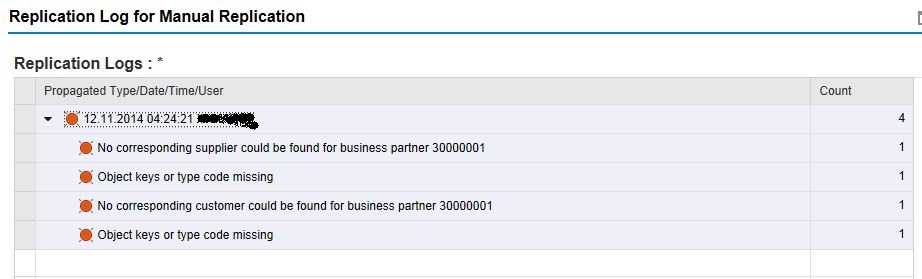 Replication Log for Manual Replication
Replication Logs : *
Propagated Type/Date/Time/User Count
12.11.2014 04:24:21 4
No corresponding supplier could be found for business partner 30000001 1
Object keys or type code missing 1
No corresponding customer could be found for business partner 30000001 1
Object keys or type code missing 1